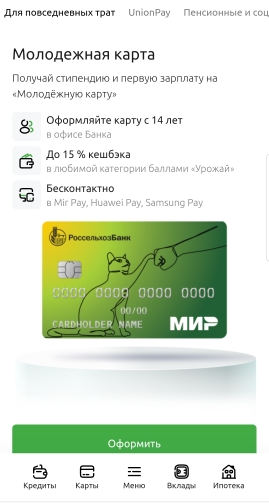 Для повседневных трат UnionPay Пенсионные и соц
Молодежная карта
Получай стипендию и первую зарплату на
«Молодёжную карту»
Оформляйте карту с 14 лет
в офисе Банка
До 15 % кешбэка
в любимой категории баллами «Урожай»
Бесконтактно
в Mir Pay, Huawei Pay, Samsung Pay
РоссельхозБанк
0000 0000 0000 0000
00/00
CARDHOLDER NAME
МИР
Оформить
Кредиты Карты Меню Вклады Ипотека